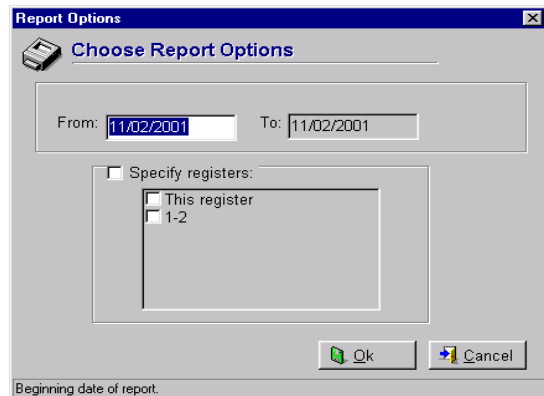 Report Options
Choose Report Options
From: 11/02/2001 To: 11/02/2001
Specify registers:
This register
1-2
Ok Cancel
Beginning date of report.